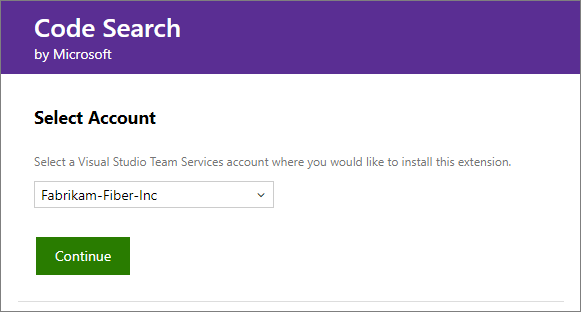 Code Search
by Microsoft
Select Account
Select a Visual Studio Team Services account where you would like to install this extension.
Fabrikam-Fiber-Inc
Continue